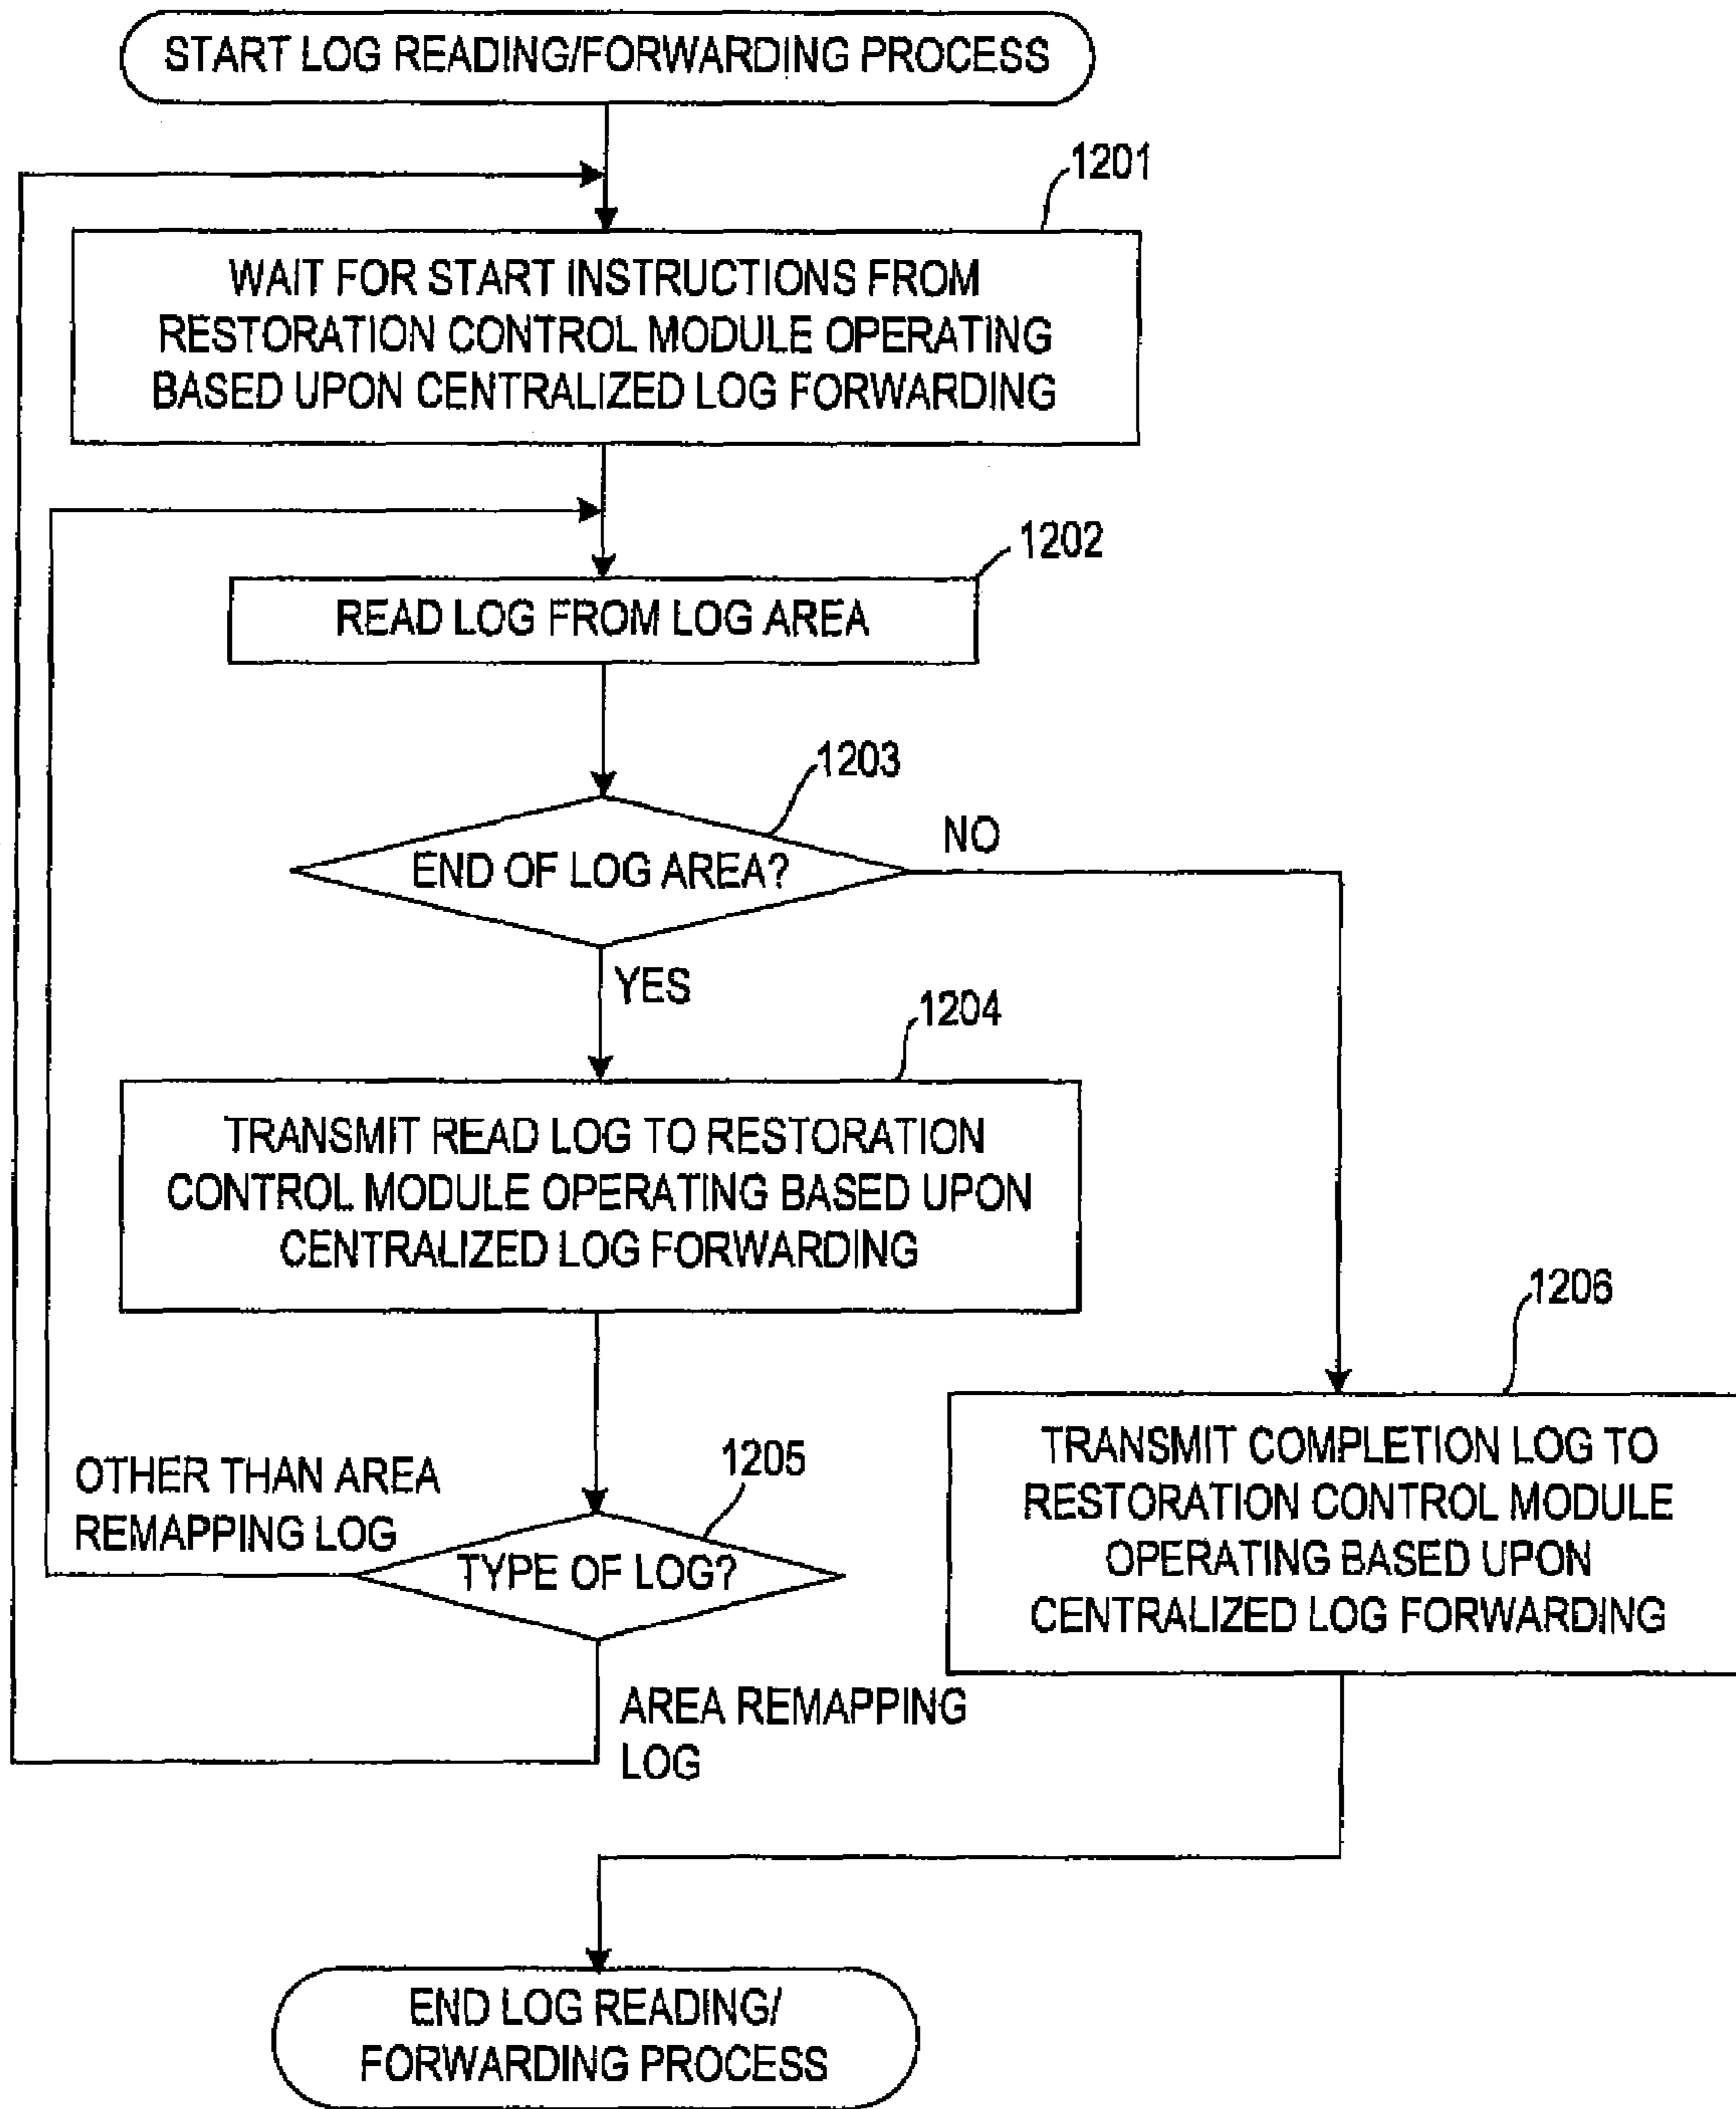 START LOG READING/FORWARDING PROCESS
1201
WAIT FOR START INSTRUCTIONS FROM
RESTORATION CONTROL MODULE OPERATING
BASED UPON CENTRALIZED LOG FORWARDING
1202
READ LOG FROM LOG AREA
1203
END OF LOG AREA?
NO
YES
1204
TRANSMIT READ LOG TO RESTORATION
CONTROL MODULE OPERATING BASED UPON
CENTRALIZED LOG FORWARDING
1206
TRANSMIT COMPLETION LOG TO
RESTORATION CONTROL MODULE
OPERATING BASED UPON
CENTRALIZED LOG FORWARDING
1205
OTHER THAN AREA
REMAPPING LOG
TYPE OF LOG?
AREA REMAPPING
LOG
END LOG READING/
FORWARDING PROCESS